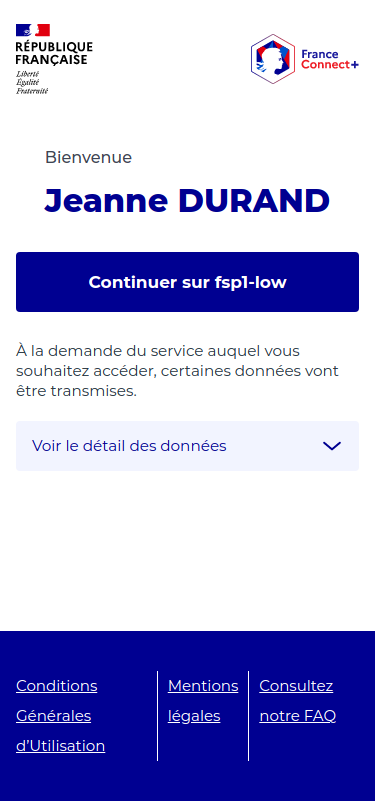 RÉPUBLIQUE
FRANÇAISE
Liberté
Égalité
Fraternité
France
Connect+
Bienvenue
Jeanne DURAND
Continuer sur fsp1-low
À la demande du service auquel vous
souhaitez accéder, certaines données vont
être transmises.
Voir le détail des données
Conditions
Générales
d’Utilisation
Mentions
légales
Consultez
notre FAQ